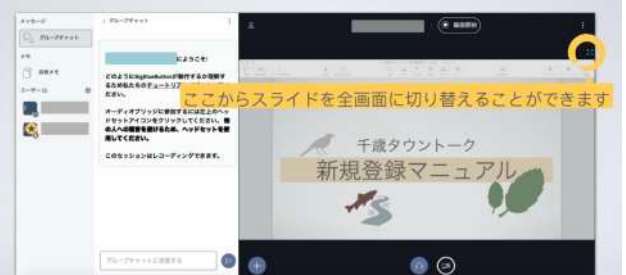 メッセージ
グループチャット
メモ
共有メモ
ユーザー (2)
グループチャット
にようこそ!
どのようにBigBlueButtonが動作するか理解す
るため私たちのチュートリア
ださい。
オーディオブリッジに参加するには左上のヘッ
ドセットアイコンをクリックしてください。他
の人への騒音を避けるため、ヘッドセットを使
用してください。
このセッションはレコーディングできます。
グループチャットに送信する
録画開始
ここからスライドを全画面に切り替えることができます
千歳タウントーク
新規登録マニュアル